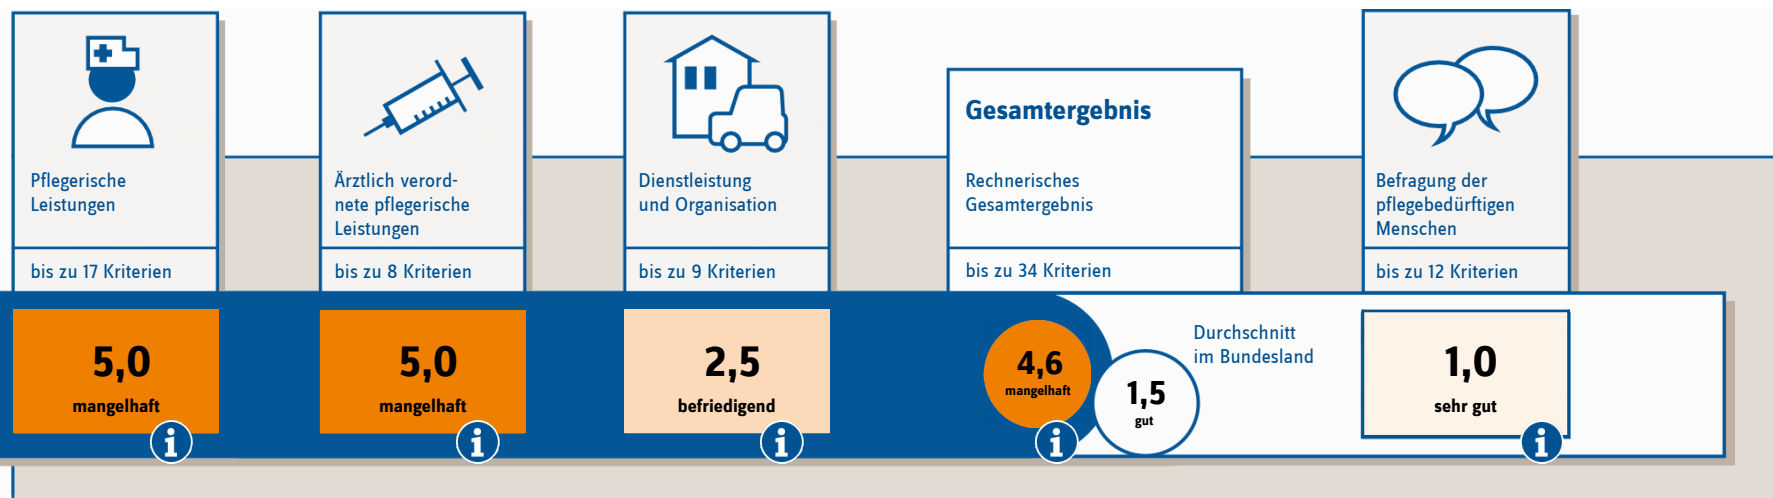 Pflegerische
Leistungen
bis zu 17 Kriterien
5,0
mangelhaft
i
Ärztlich verord-
nete pflegerische
Leistungen
bis zu 8 Kriterien
5,0
mangelhaft
i
Dienstleistung
und Organisation
bis zu 9 Kriterien
2,5
befriedigend
i
Gesamtergebnis
Rechnerisches
Gesamtergebnis
bis zu 34 Kriterien
4,6
mangelhaft
i
1,5
gut
Durchschnitt
im Bundesland
Befragung der
pflegebedürftigen
Menschen
bis zu 12 Kriterien
1,0
sehr gut
i